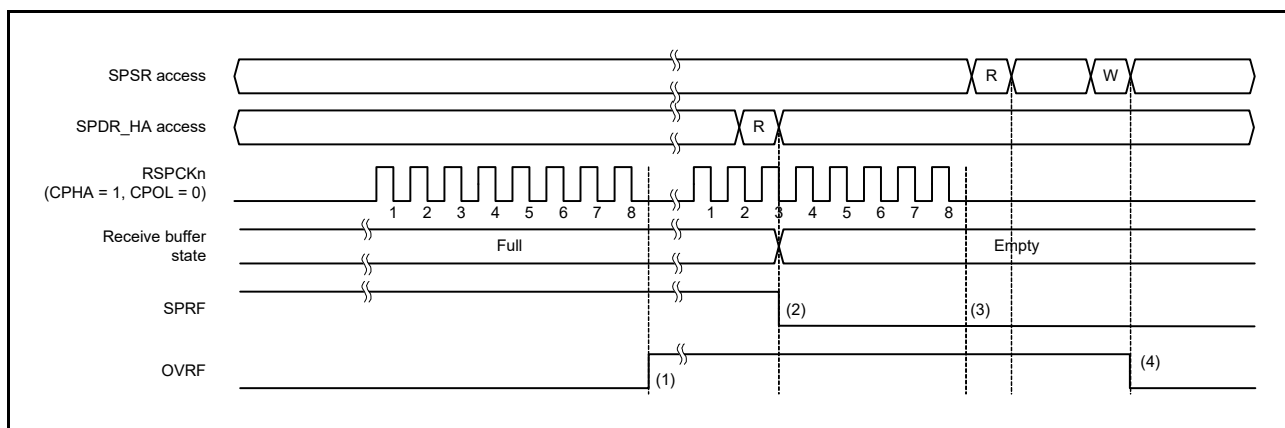 SPSR access
R
W
SPDR_HA access
R
RSPCKn
(CPHA = 1, CPOL = 0)
1 2 3 4 5 6 7 8
1 2 3 4 5 6 7 8
Receive buffer
state
Full
Empty
SPRF
(2)
(3)
OVRF
(1)
(4)